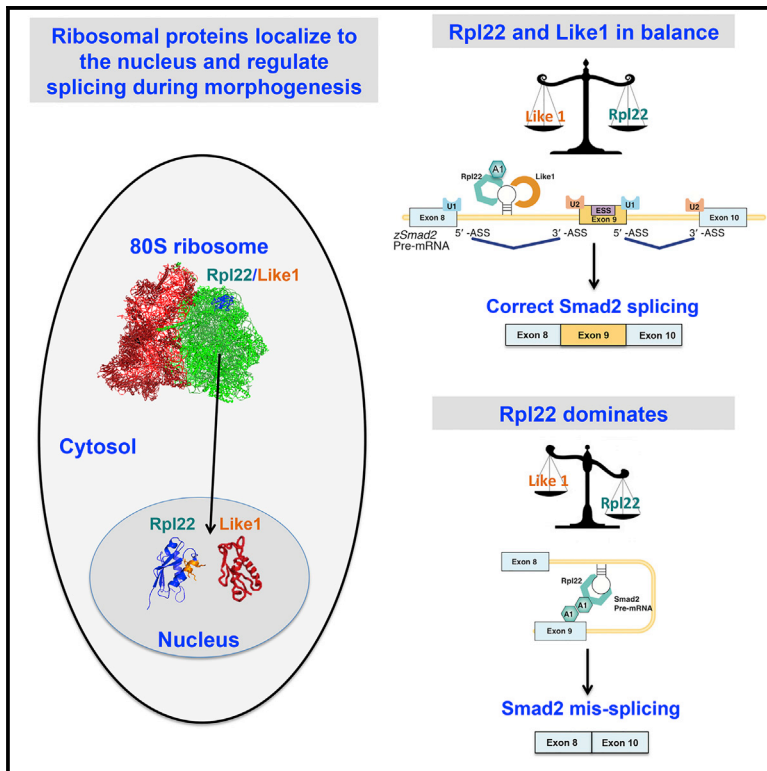 Ribosomal proteins localize to
the nucleus and regulate
splicing during morphogenesis
80S ribosome
Rpl22/Like1
Cytosol
Rpl22 Like1
Nucleus
Rpl22 and Like1 in balance
Like 1 Rpl22
A1
Rpl22 Like1
U1 U2 ESS U1 U2
Exon 8 Exon 9 Exon 10
zSmad2 5′ -ASS 3′ -ASS 5′ -ASS 3′ -ASS
Pre-mRNA
Correct Smad2 splicing
Exon 8 Exon 9 Exon 10
Rpl22 dominates
Like 1
Rpl22
Exon 8
Rpl22
Smad2
Pre-mRNA
A1
A1
Exon 9
Smad2 mis-splicing
Exon 8 Exon 10